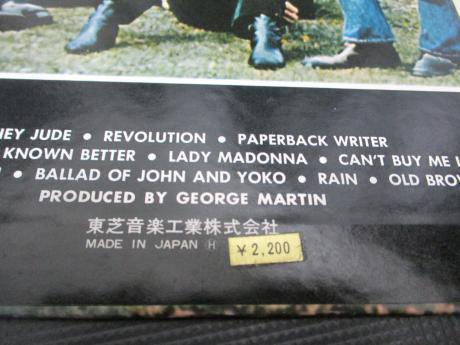 HEY JUDE • REVOLUTION • PAPERBACK WRITER
KNOWN BETTER • LADY MADONNA • CAN'T BUY ME
• BALLAD OF JOHN AND YOKO • RAIN • OLD
PRODUCED BY GEORGE MARTIN
東芝音楽工業株式会社
MADE IN JAPAN Ⓗ
¥2,200